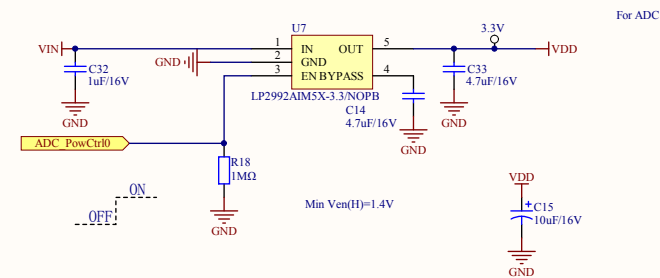 For ADC
U7
3.3V
VIN
1 IN OUT 5
VDD
GND
2 GND
3 EN BYPASS 4
C32
1uF/16V
C33
4.7uF/16V
LP2992AIM5X-3.3/NOPB
C14
4.7uF/16V
GND
GND
GND
ADC_PowCtrl0
R18
1MΩ
VDD
ON
OFF
Min Ven(H)=1.4V
C15
10uF/16V
GND
GND